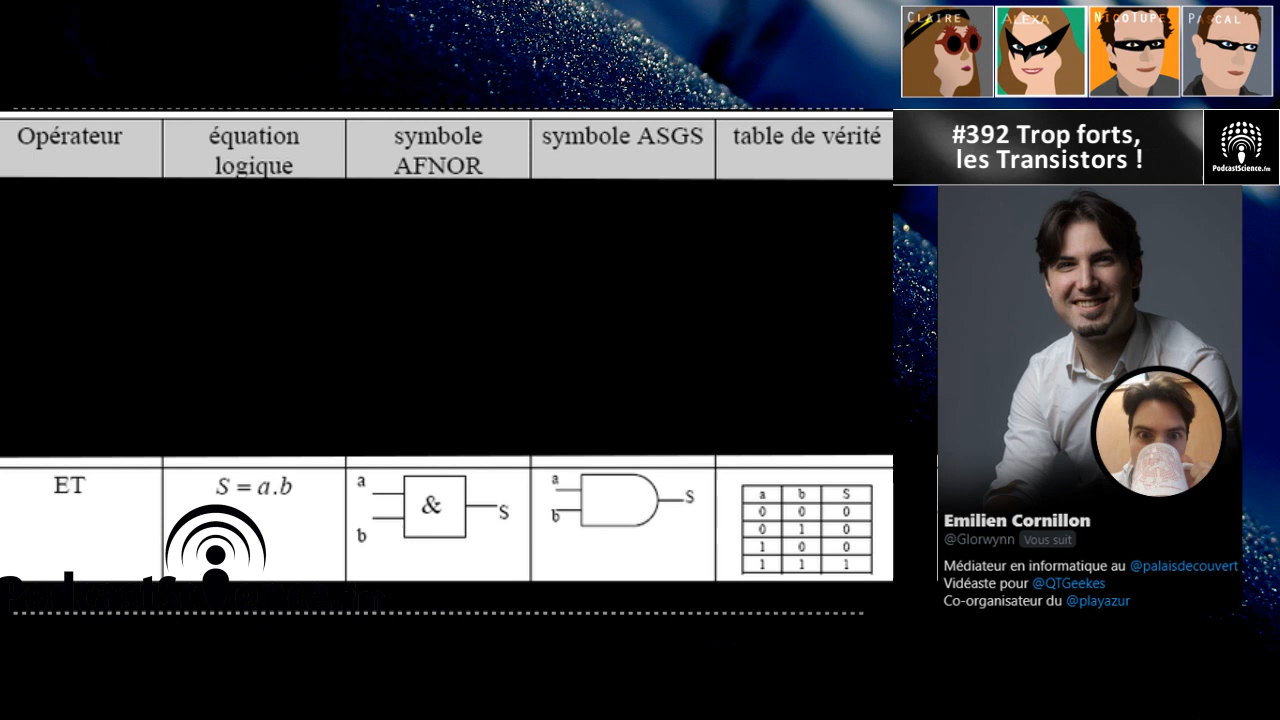 CLAIRE
ALEXA
NICOTUPE
PASCAL
#392 Trop forts,
les Transistors !
PodcastScience.fm
Opérateur
équation
logique
symbole
AFNOR
symbole ASGS
table de vérité
ET
S = a.b
a
b
&
S
a
b
S
a b S
0 0 0
0 1 0
1 0 0
1 1 1
Emilien Cornillon
@Glorwynn Vous suit
Médiateur en informatique au @palaisdecouvert
Vidéaste pour @QTGeekes
Co-organisateur du @playazur